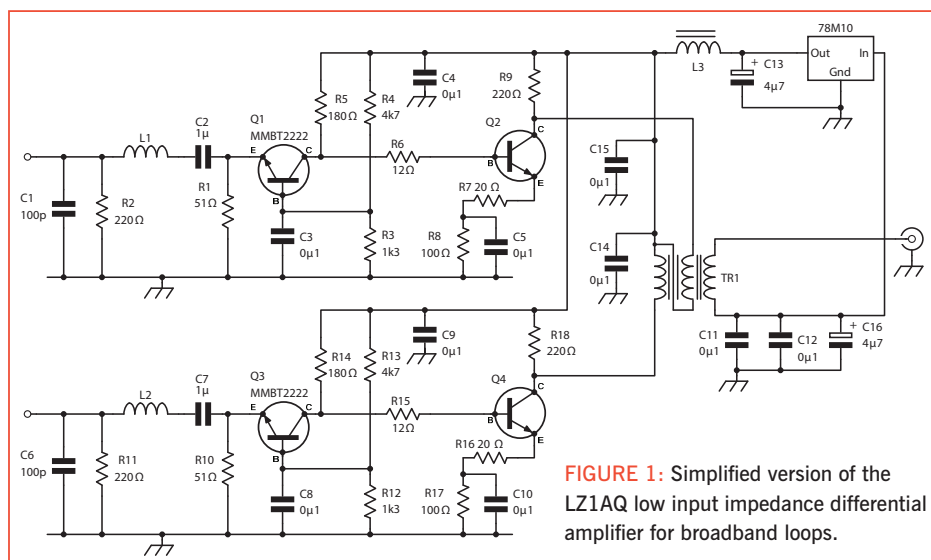 78M10
Out
In
Gnd
L3
+
C13
4µ7
C4
0µ1
R9
220Ω
R5
180Ω
R4
4k7
Q1
MMBT2222
E
C
B
C2
1µ
L1
R6
12Ω
Q2
C
B
E
R7 20 Ω
C15
0µ1
C1
100p
R2
220Ω
R1
51Ω
C3
0µ1
R3
1k3
R8
100Ω
C5
0µ1
C14
0µ1
TR1
C11
0µ1
C12
0µ1
+
C16
4µ7
C9
0µ1
R18
220Ω
R14
180Ω
R13
4k7
Q3
MMBT2222
E
C
B
C7
1µ
L2
R15
12Ω
Q4
C
B
E
R16 20 Ω
C6
100p
R11
220Ω
R10
51Ω
C8
0µ1
R12
1k3
R17
100Ω
C10
0µ1
FIGURE 1: Simplified version of the
LZ1AQ low input impedance differential
amplifier for broadband loops.